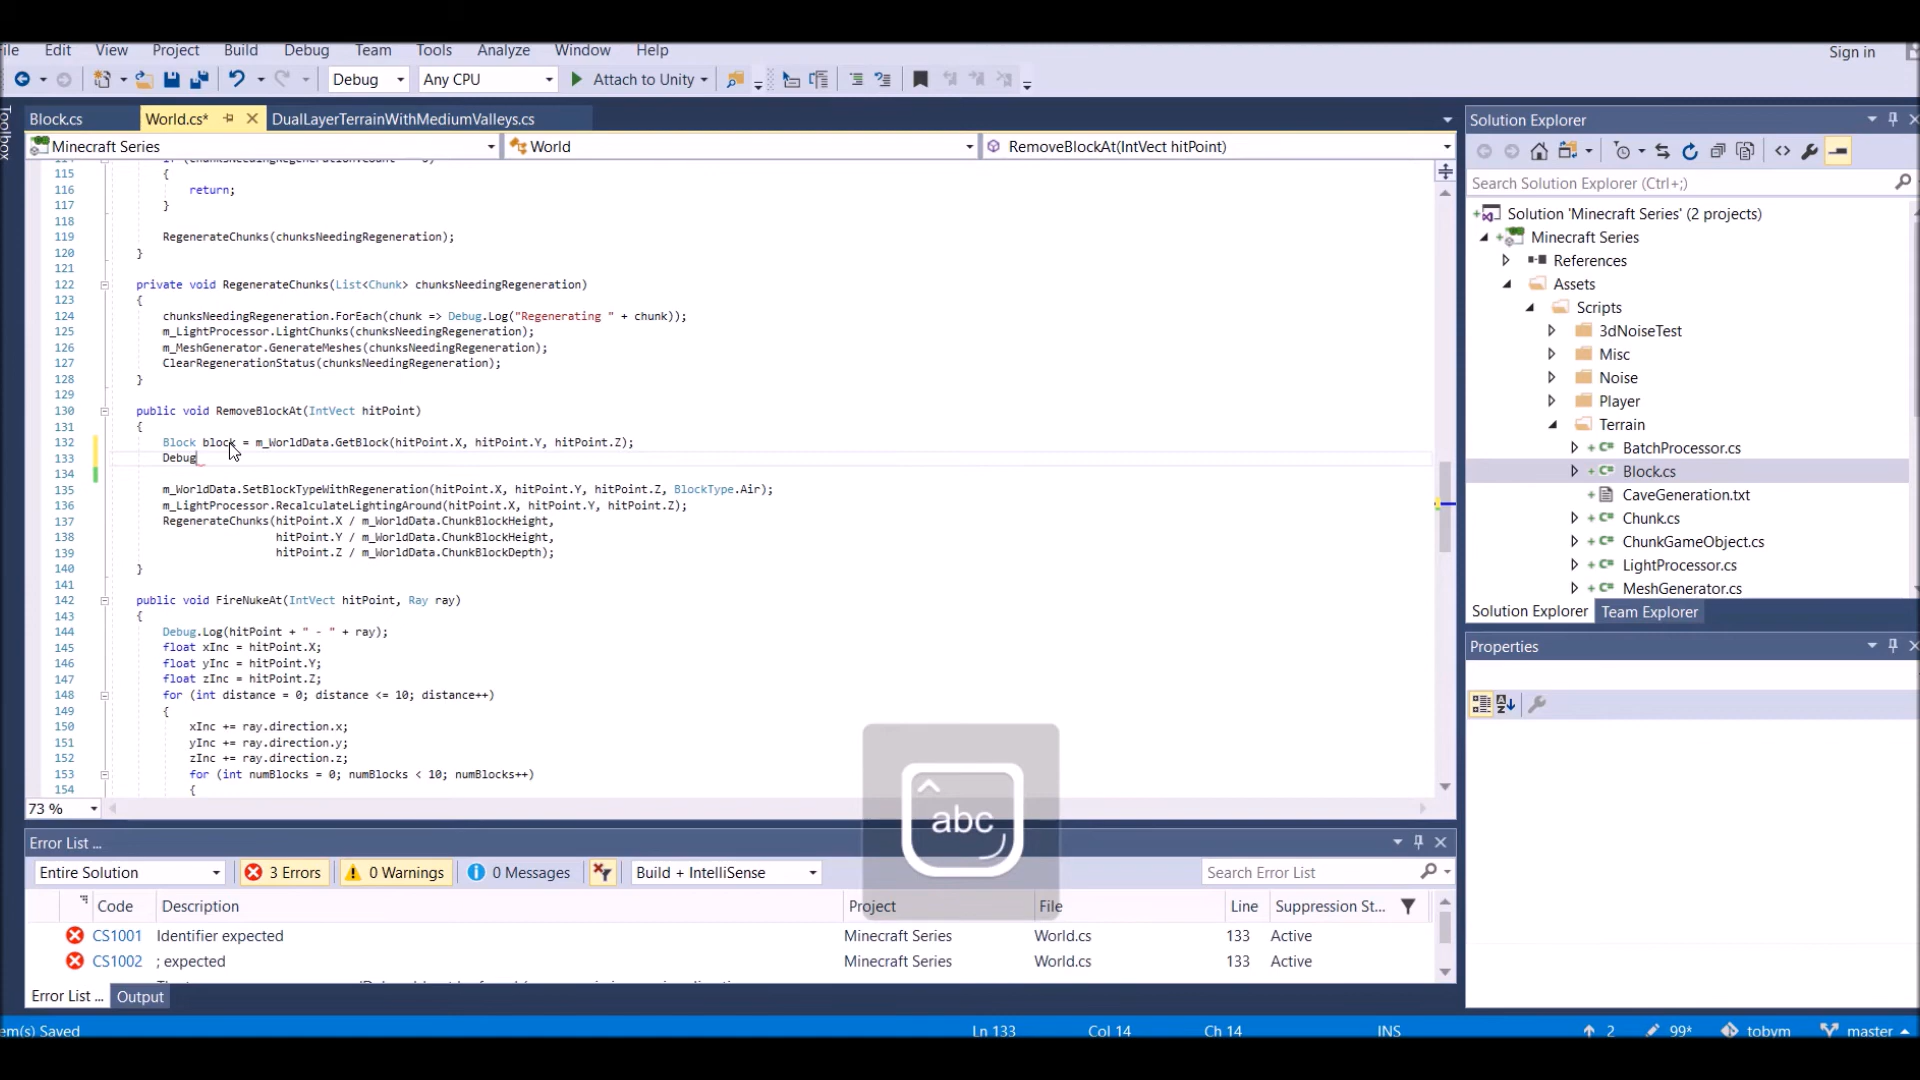 File Edit View Project Build Debug Team Tools Analyze Window Help Sign in
Debug Any CPU Attach to Unity
Toolbox
Block.cs World.cs* DualLayerTerrainWithMediumValleys.cs
Minecraft Series World RemoveBlockAt(IntVect hitPoint)
115 {
116 return;
117 }
118
119 RegenerateChunks(chunksNeedingRegeneration);
120 }
121
122 private void RegenerateChunks(List<Chunk> chunksNeedingRegeneration)
123 {
124 chunksNeedingRegeneration.ForEach(chunk => Debug.Log("Regenerating " + chunk));
125 m_LightProcessor.LightChunks(chunksNeedingRegeneration);
126 m_MeshGenerator.GenerateMeshes(chunksNeedingRegeneration);
127 ClearRegenerationStatus(chunksNeedingRegeneration);
128 }
129
130 public void RemoveBlockAt(IntVect hitPoint)
131 {
132 Block block = m_WorldData.GetBlock(hitPoint.X, hitPoint.Y, hitPoint.Z);
133 Debug
134
135 m_WorldData.SetBlockTypeWithRegeneration(hitPoint.X, hitPoint.Y, hitPoint.Z, BlockType.Air);
136 m_LightProcessor.RecalculateLightingAround(hitPoint.X, hitPoint.Y, hitPoint.Z);
137 RegenerateChunks(hitPoint.X / m_WorldData.ChunkBlockHeight,
138 hitPoint.Y / m_WorldData.ChunkBlockHeight,
139 hitPoint.Z / m_WorldData.ChunkBlockDepth);
140 }
141
142 public void FireNukeAt(IntVect hitPoint, Ray ray)
143 {
144 Debug.Log(hitPoint + " - " + ray);
145 float xInc = hitPoint.X;
146 float yInc = hitPoint.Y;
147 float zInc = hitPoint.Z;
148 for (int distance = 0; distance <= 10; distance++)
149 {
150 xInc += ray.direction.x;
151 yInc += ray.direction.y;
152 zInc += ray.direction.z;
153 for (int numBlocks = 0; numBlocks < 10; numBlocks++)
154 {
73 %
abc
Solution Explorer
Search Solution Explorer (Ctrl+;)
Solution 'Minecraft Series' (2 projects)
Minecraft Series
References
Assets
Scripts
3dNoiseTest
Misc
Noise
Player
Terrain
BatchProcessor.cs
Block.cs
CaveGeneration.txt
Chunk.cs
ChunkGameObject.cs
LightProcessor.cs
MeshGenerator.cs
Solution Explorer Team Explorer
Properties
Error List ...
Entire Solution 3 Errors 0 Warnings 0 Messages Build + IntelliSense Search Error List
Code Description Project File Line Suppression St...
CS1001 Identifier expected Minecraft Series World.cs 133 Active
CS1002 ; expected Minecraft Series World.cs 133 Active
Error List ... Output
em(s) Saved Ln 133 Col 14 Ch 14 INS 2 99* tobym master